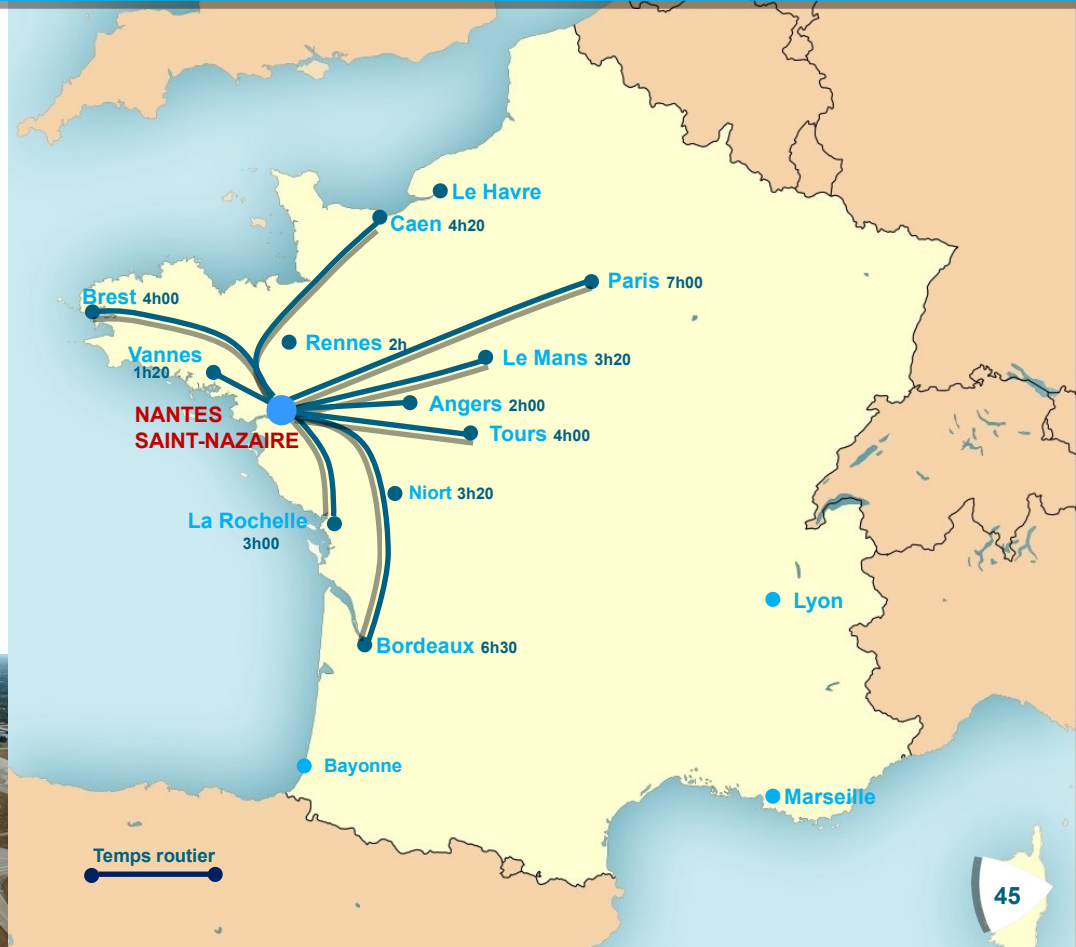 Le Havre
Caen 4h20
Paris 7h00
Brest 4h00
Rennes 2h
Vannes
1h20
Le Mans 3h20
Angers 2h00
NANTES
SAINT-NAZAIRE
Tours 4h00
Niort 3h20
La Rochelle
3h00
Lyon
Bordeaux 6h30
Bayonne
Marseille
Temps routier
45